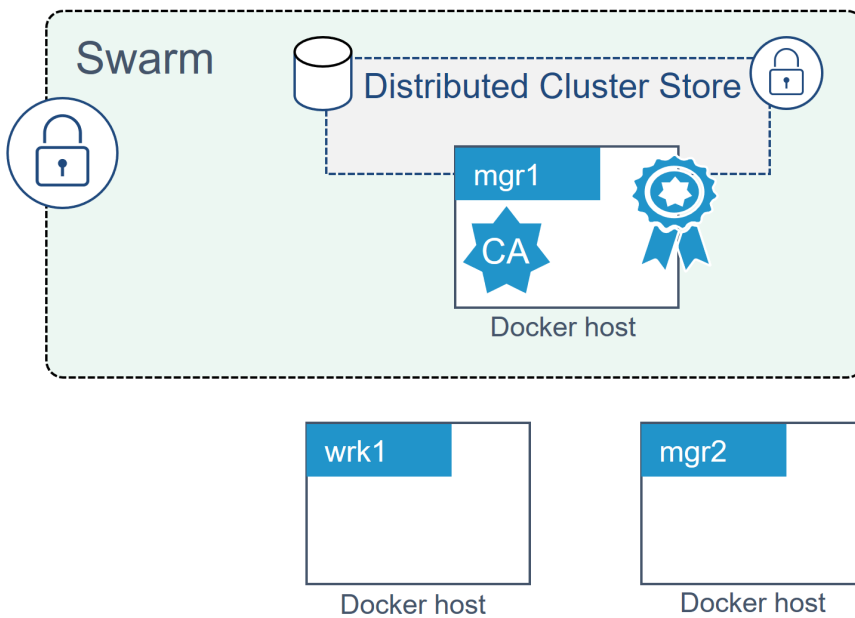 Swarm
Distributed Cluster Store
mgr1
CA
Docker host
wrk1
mgr2
Docker host
Docker host